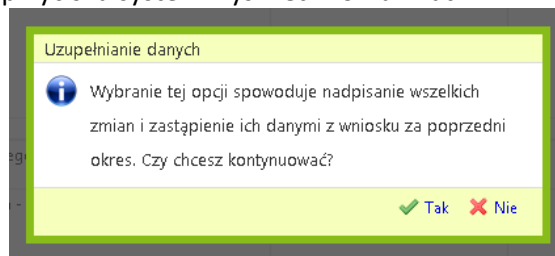 Uzupełnianie danych
Wybranie tej opcji spowoduje nadpisanie wszelkich
zmian i zastąpienie ich danymi z wniosku za poprzedni
okres. Czy chcesz kontynuować?
Tak Nie